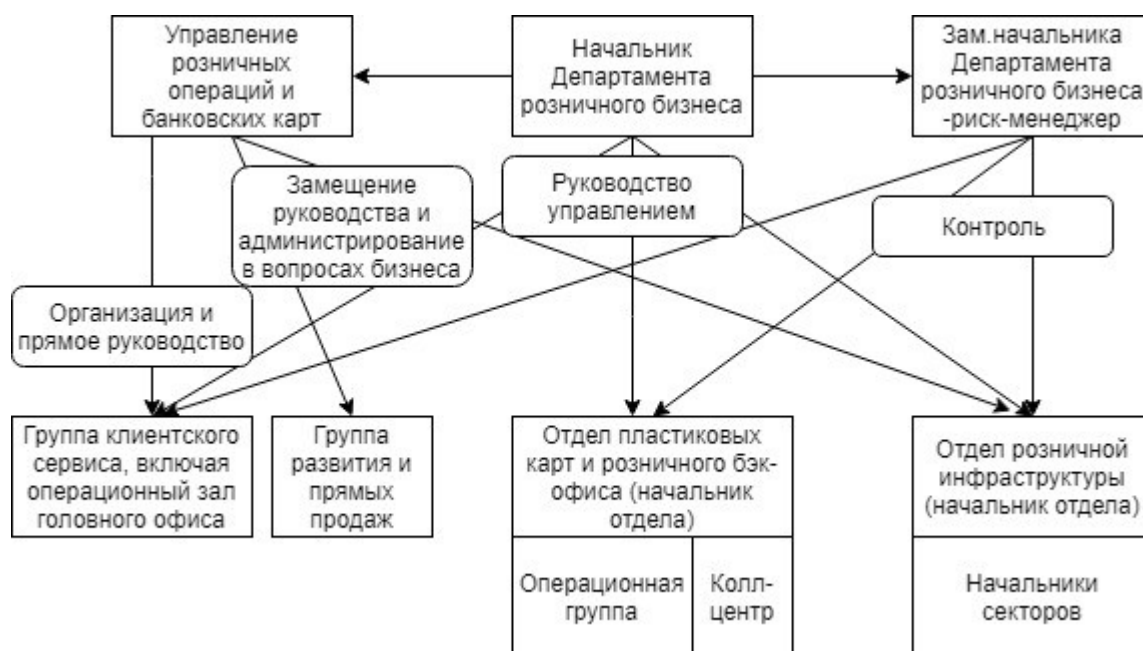 Управление
розничных
операций и
банковских карт
Начальник
Департамента
розничного бизнеса
Зам.начальника
Департамента
розничного бизнеса
-риск-менеджер
Замещение
руководства и
администрирование
в вопросах бизнеса
Руководство
управлением
Контроль
Организация и
прямое руководство
Группа клиентского
сервиса, включая
операционный зал
головного офиса
Группа
развития и
прямых
продаж
Отдел пластиковых
карт и розничного бэк-
офиса (начальник
отдела)
Отдел розничной
инфраструктуры
(начальник отдела)
Операционная
группа
Колл-
центр
Начальники
секторов